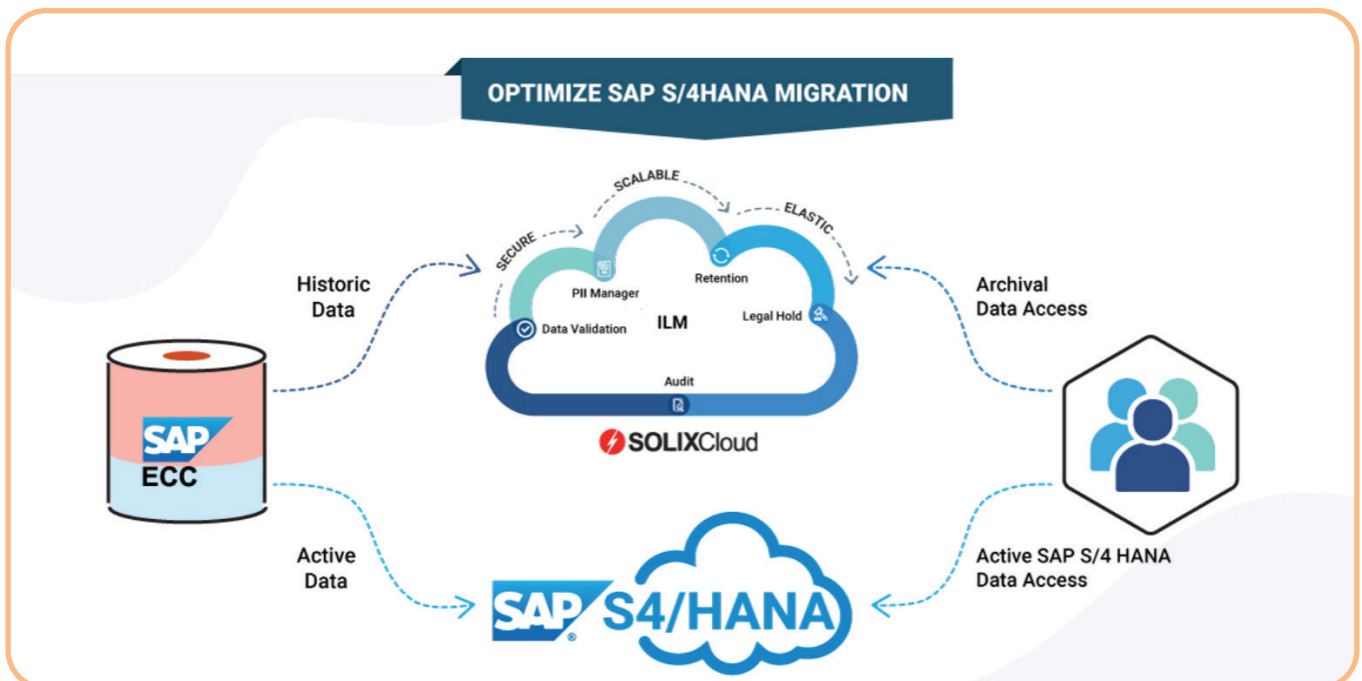 OPTIMIZE SAP S/4HANA MIGRATION
SCALABLE
SECURE
ELASTIC
Historic
Data
PII Manager
Retention
Archival
Data Access
Data Validation
ILM
Legal Hold
Audit
SOLIXCloud
SAP
ECC
Active
Data
SAP®
S4/HANA
Active SAP S/4 HANA
Data Access